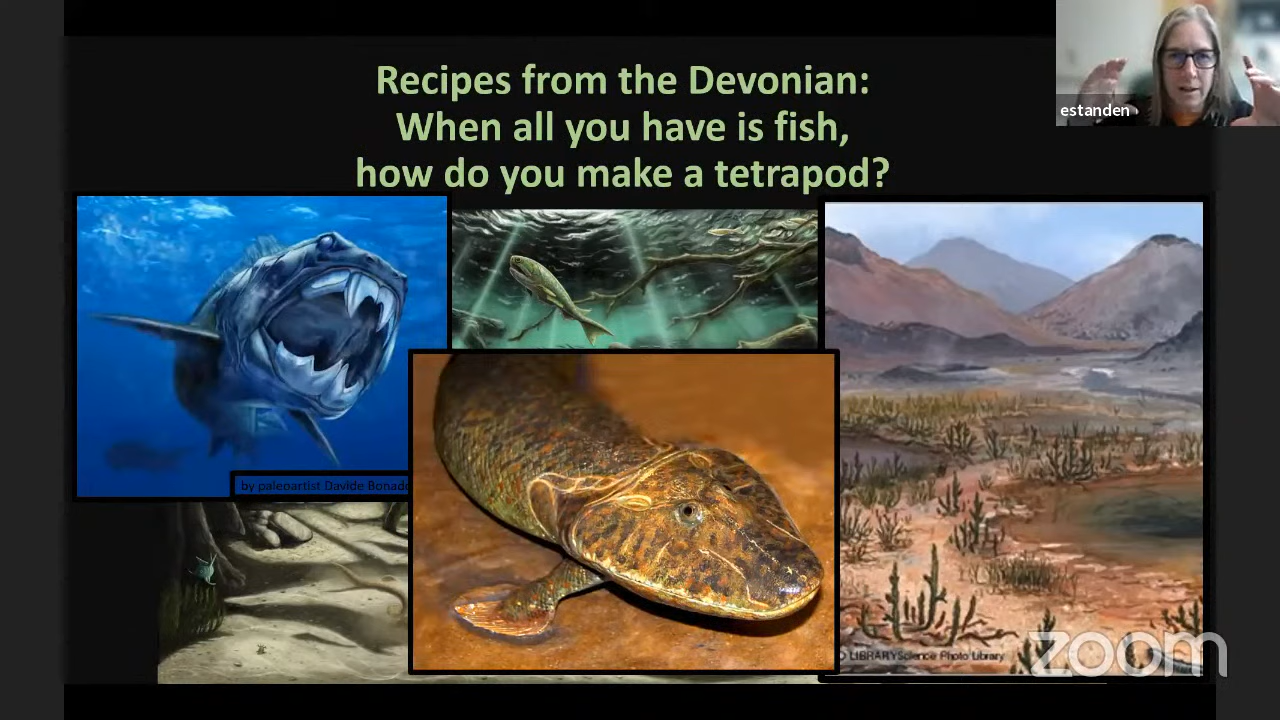 Recipes from the Devonian:
When all you have is fish,
how do you make a tetrapod?
estanden
by paleoartist Davide
LIBRARY/Science Photo Library
zoom